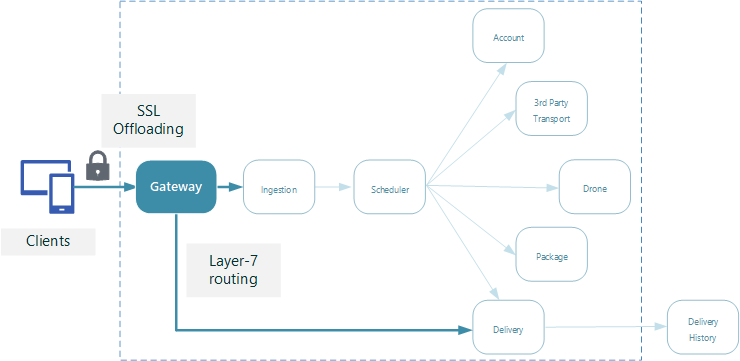 Account
3rd Party
Transport
SSL
Offloading
Gateway
Ingestion
Scheduler
Drone
Clients
Layer-7
routing
Package
Delivery
Delivery
History